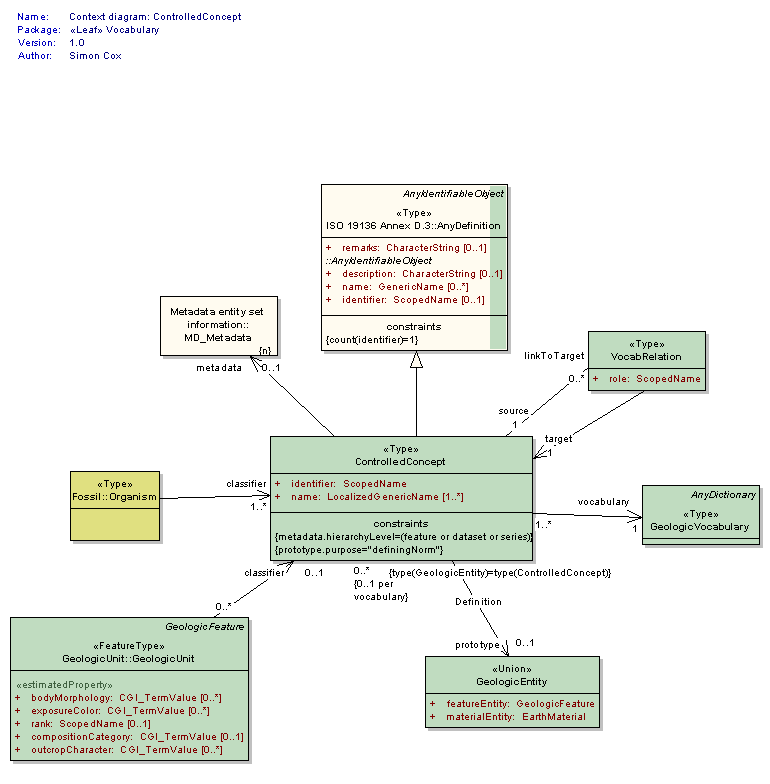 Name: Context diagram: ControlledConcept
Package: «Leaf» Vocabulary
Version: 1.0
Author: Simon Cox
AnyIdentifiableObject
«Type»
ISO 19136 Annex D.3::AnyDefinition
+ remarks: CharacterString [0..1]
::AnyIdentifiableObject
+ description: CharacterString [0..1]
+ name: GenericName [0..*]
+ identifier: ScopedName [0..1]
constraints
{count(identifier)=1}
Metadata entity set
information::
MD_Metadata
{n}
metadata
0..1
«Type»
VocabRelation
+ role: ScopedName
linkToTarget
0..*
source
1
target
1
«Type»
ControlledConcept
+ identifier: ScopedName
+ name: LocalizedGenericName [1..*]
constraints
{metadata.hierarchyLevel=(feature or dataset or series)}
{prototype.purpose="definingNorm"}
«Type»
Fossil::Organism
classifier
1..*
vocabulary
1..*
1
AnyDictionary
«Type»
GeologicVocabulary
classifier
0..1
0..*
0..*
{0..1 per
vocabulary}
{type(GeologicEntity)=type(ControlledConcept)}
Definition
prototype
0..1
GeologicFeature
«FeatureType»
GeologicUnit::GeologicUnit
«estimatedProperty»
+ bodyMorphology: CGI_TermValue [0..*]
+ exposureColor: CGI_TermValue [0..*]
+ rank: ScopedName [0..1]
+ compositionCategory: CGI_TermValue [0..1]
+ outcropCharacter: CGI_TermValue [0..*]
«Union»
GeologicEntity
+ featureEntity: GeologicFeature
+ materialEntity: EarthMaterial